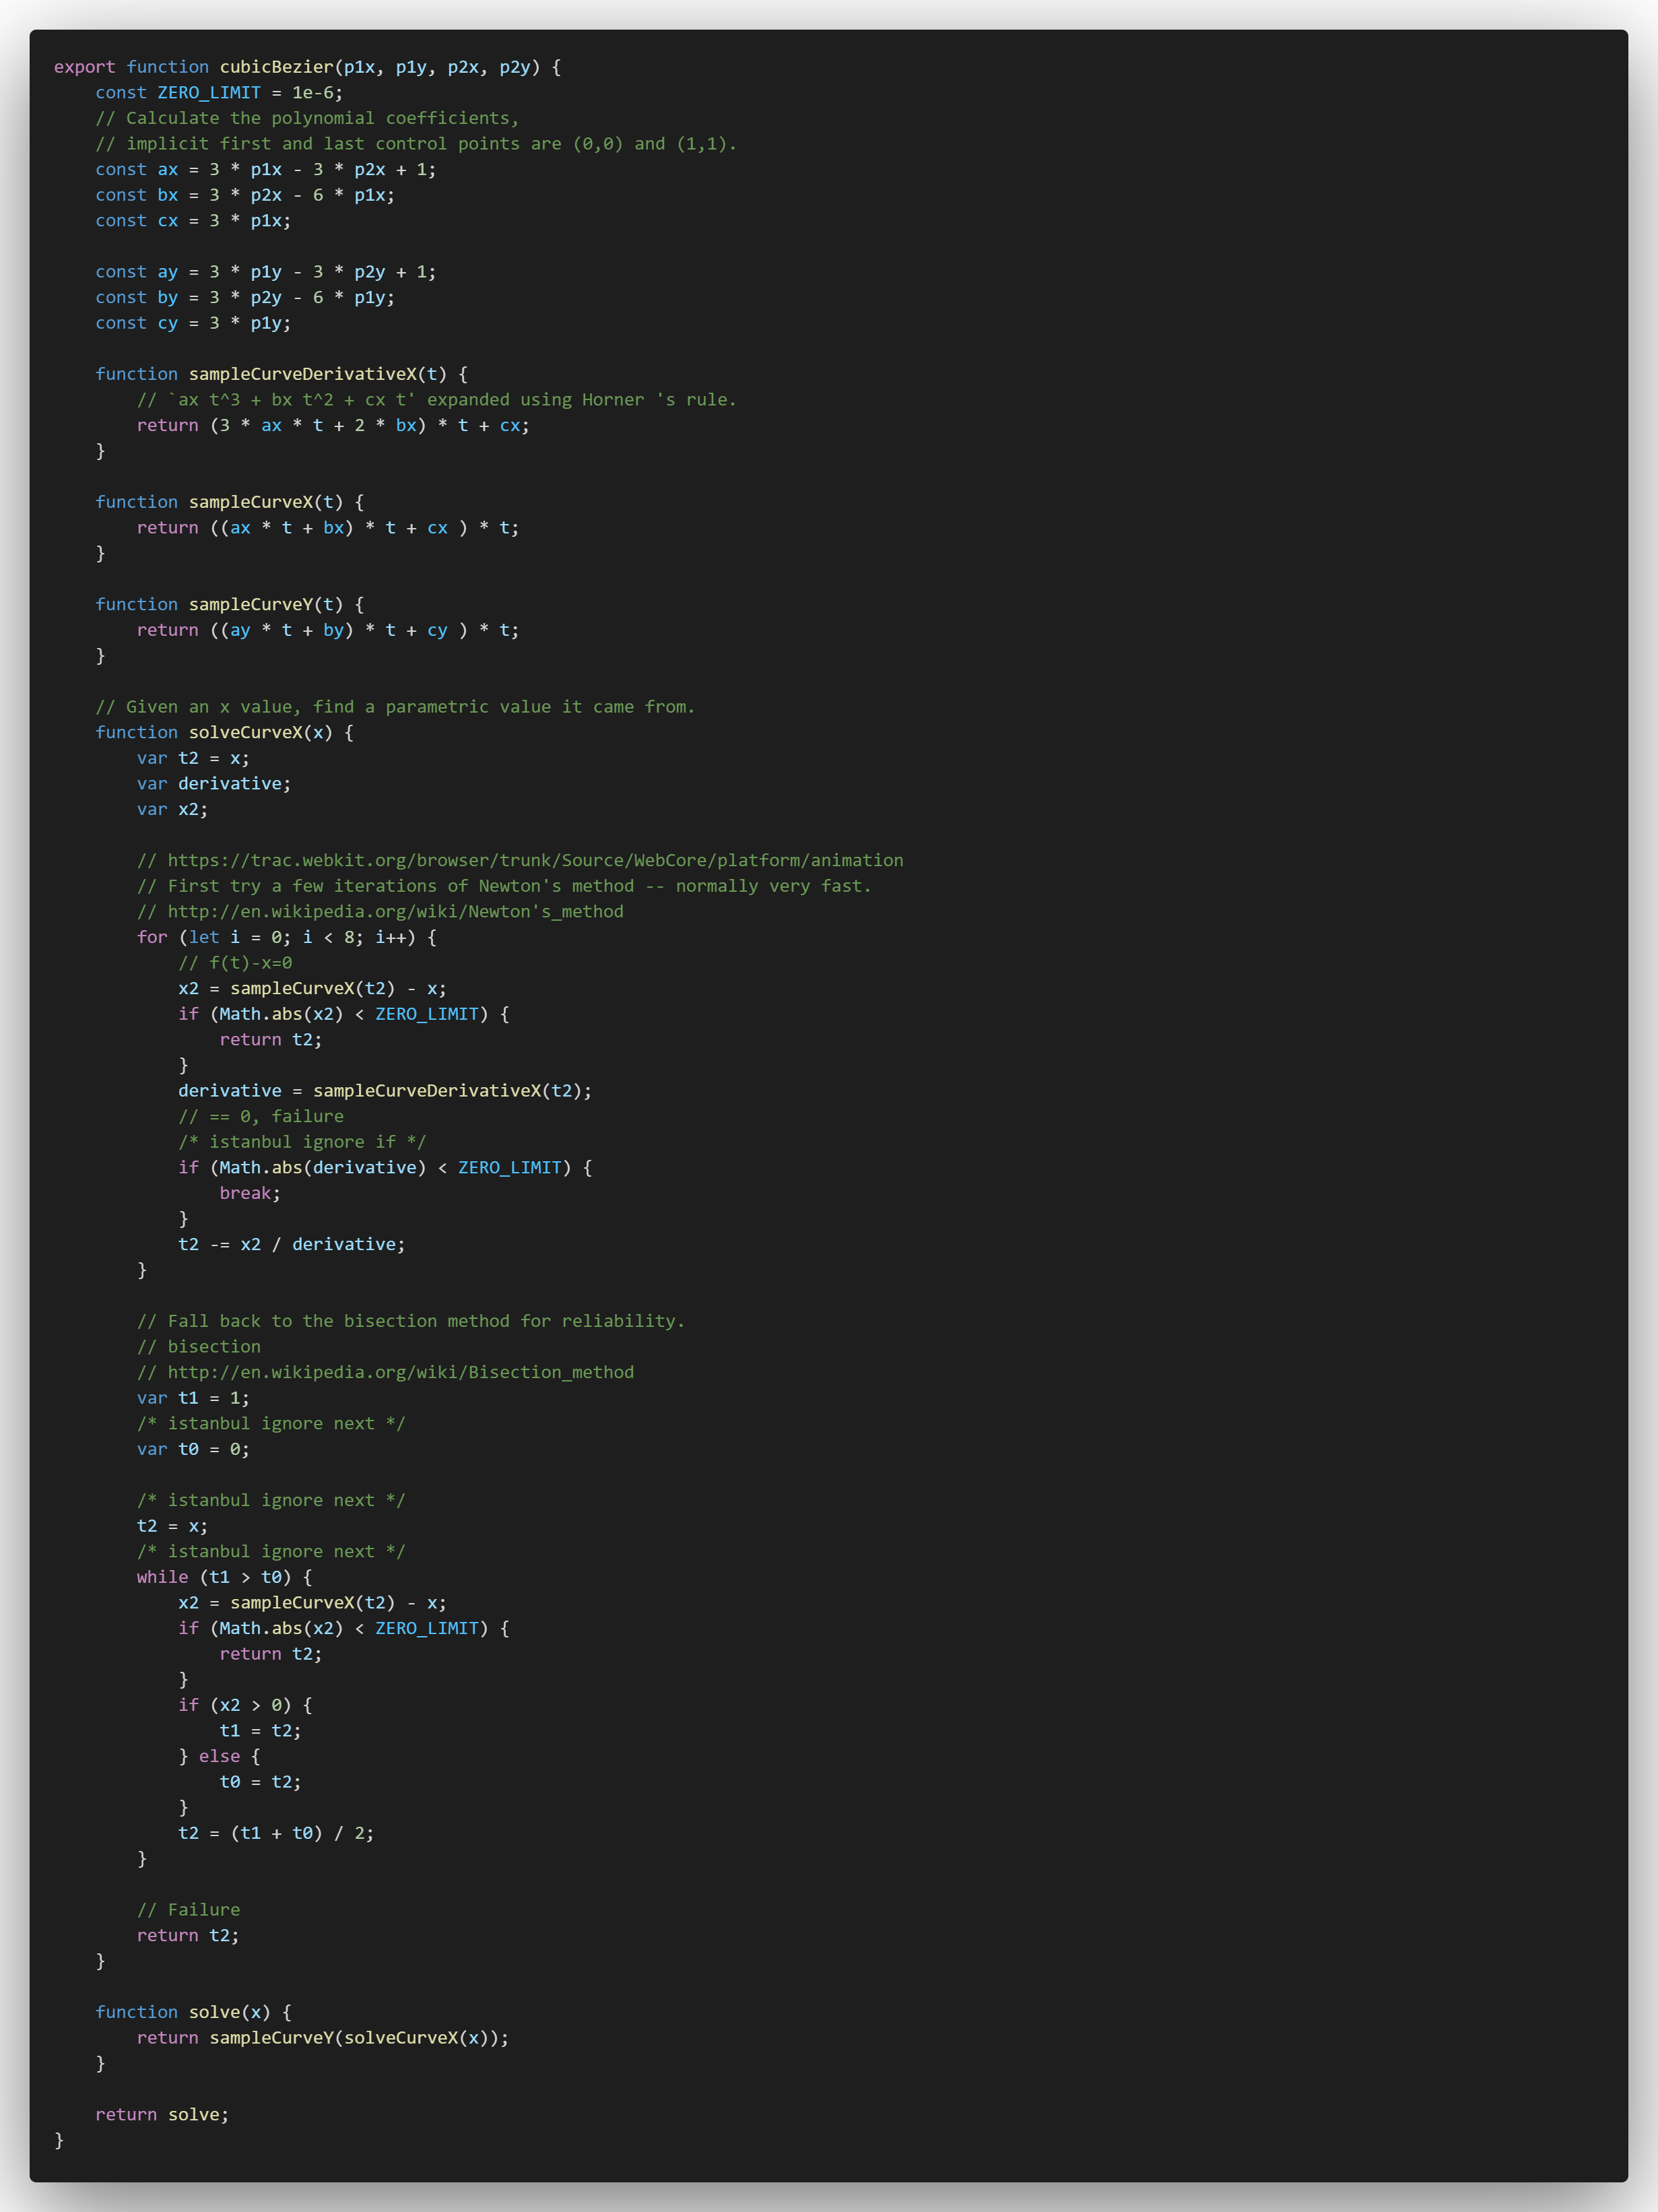 export function cubicBezier(p1x, p1y, p2x, p2y) {
    const ZERO_LIMIT = 1e-6;
    // Calculate the polynomial coefficients,
    // implicit first and last control points are (0,0) and (1,1).
    const ax = 3 * p1x - 3 * p2x + 1;
    const bx = 3 * p2x - 6 * p1x;
    const cx = 3 * p1x;

    const ay = 3 * p1y - 3 * p2y + 1;
    const by = 3 * p2y - 6 * p1y;
    const cy = 3 * p1y;

    function sampleCurveDerivativeX(t) {
        // `ax t^3 + bx t^2 + cx t' expanded using Horner 's rule.
        return (3 * ax * t + 2 * bx) * t + cx;
    }

    function sampleCurveX(t) {
        return ((ax * t + bx) * t + cx ) * t;
    }

    function sampleCurveY(t) {
        return ((ay * t + by) * t + cy ) * t;
    }

    // Given an x value, find a parametric value it came from.
    function solveCurveX(x) {
        var t2 = x;
        var derivative;
        var x2;

        // https://trac.webkit.org/browser/trunk/Source/WebCore/platform/animation
        // First try a few iterations of Newton's method -- normally very fast.
        // http://en.wikipedia.org/wiki/Newton's_method
        for (let i = 0; i < 8; i++) {
            // f(t)-x=0
            x2 = sampleCurveX(t2) - x;
            if (Math.abs(x2) < ZERO_LIMIT) {
                return t2;
            }
            derivative = sampleCurveDerivativeX(t2);
            // == 0, failure
            /* istanbul ignore if */
            if (Math.abs(derivative) < ZERO_LIMIT) {
                break;
            }
            t2 -= x2 / derivative;
        }

        // Fall back to the bisection method for reliability.
        // bisection
        // http://en.wikipedia.org/wiki/Bisection_method
        var t1 = 1;
        /* istanbul ignore next */
        var t0 = 0;

        /* istanbul ignore next */
        t2 = x;
        /* istanbul ignore next */
        while (t1 > t0) {
            x2 = sampleCurveX(t2) - x;
            if (Math.abs(x2) < ZERO_LIMIT) {
                return t2;
            }
            if (x2 > 0) {
                t1 = t2;
            } else {
                t0 = t2;
            }
            t2 = (t1 + t0) / 2;
        }

        // Failure
        return t2;
    }

    function solve(x) {
        return sampleCurveY(solveCurveX(x));
    }

    return solve;
}